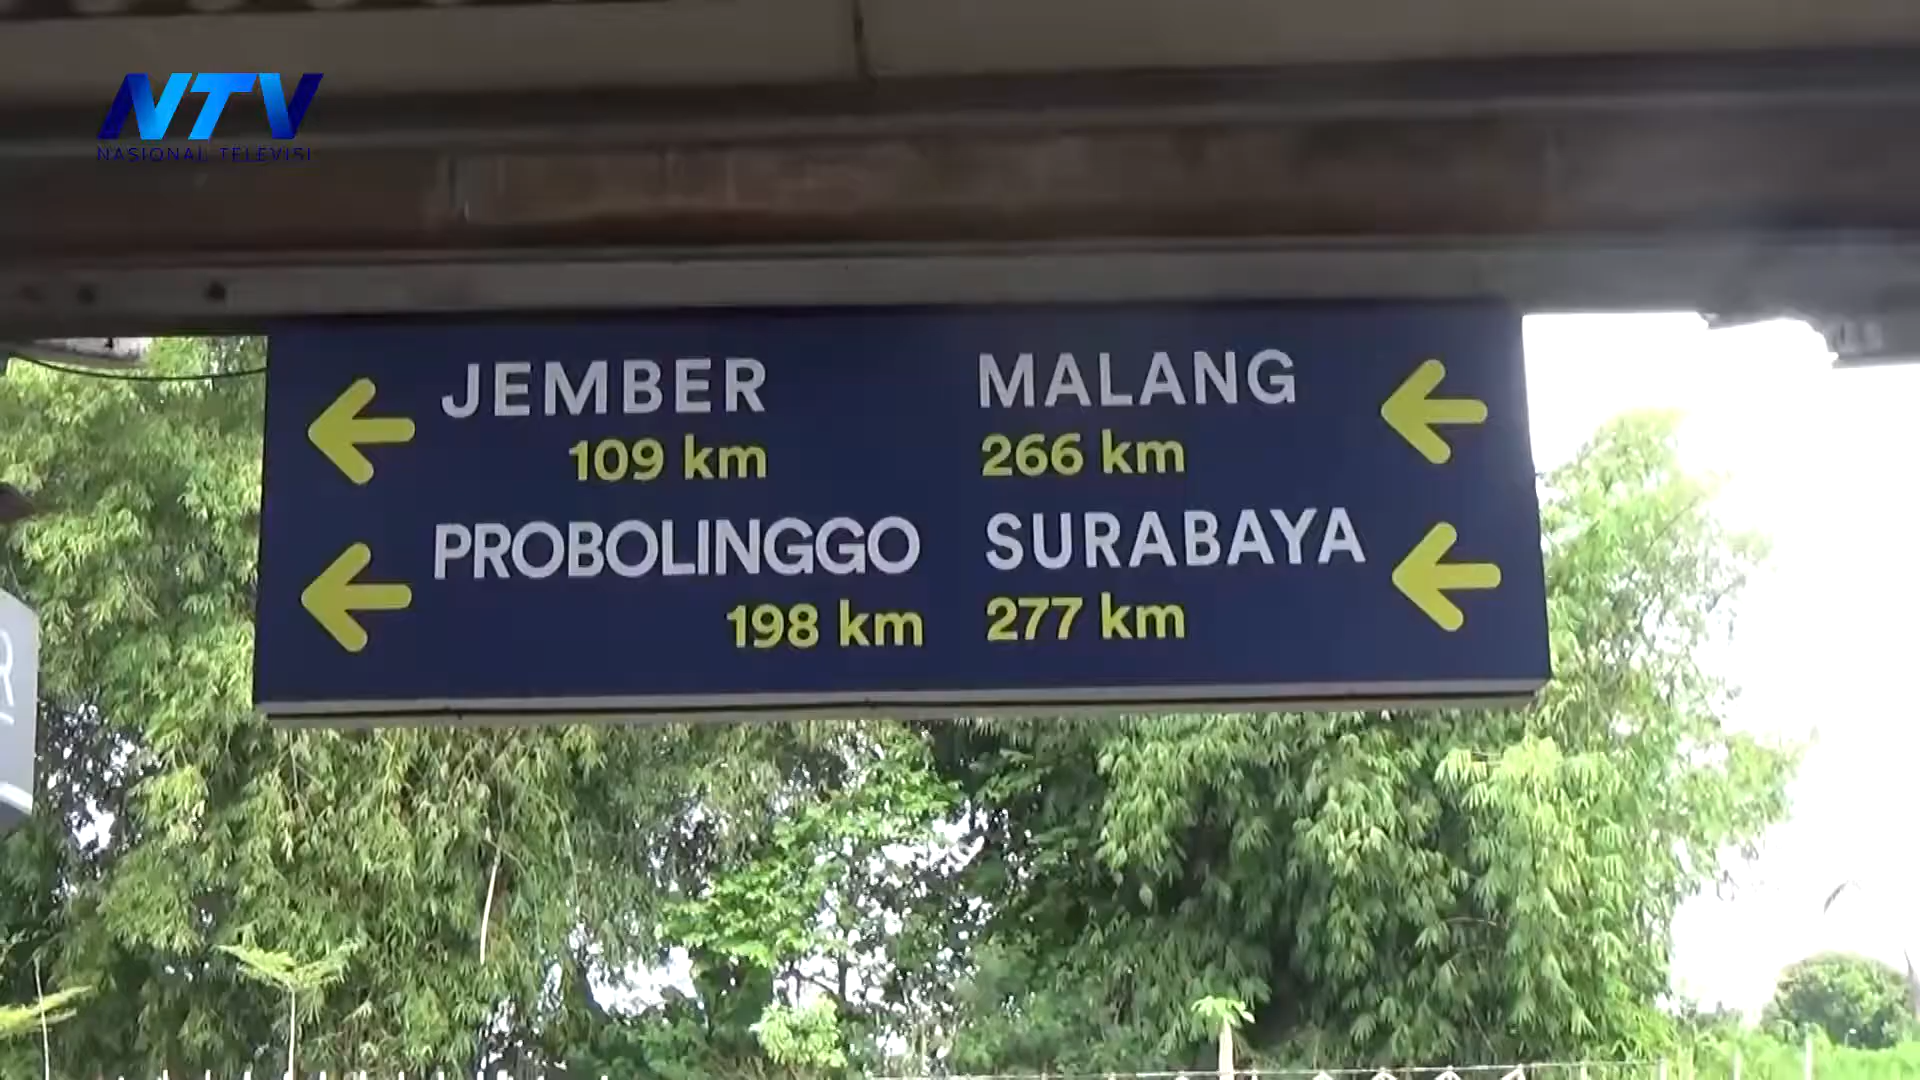 NTV
NASIONAL TELEVISI
JEMBER
109 km
PROBOLINGGO
198 km
MALANG
266 km
SURABAYA
277 km
R